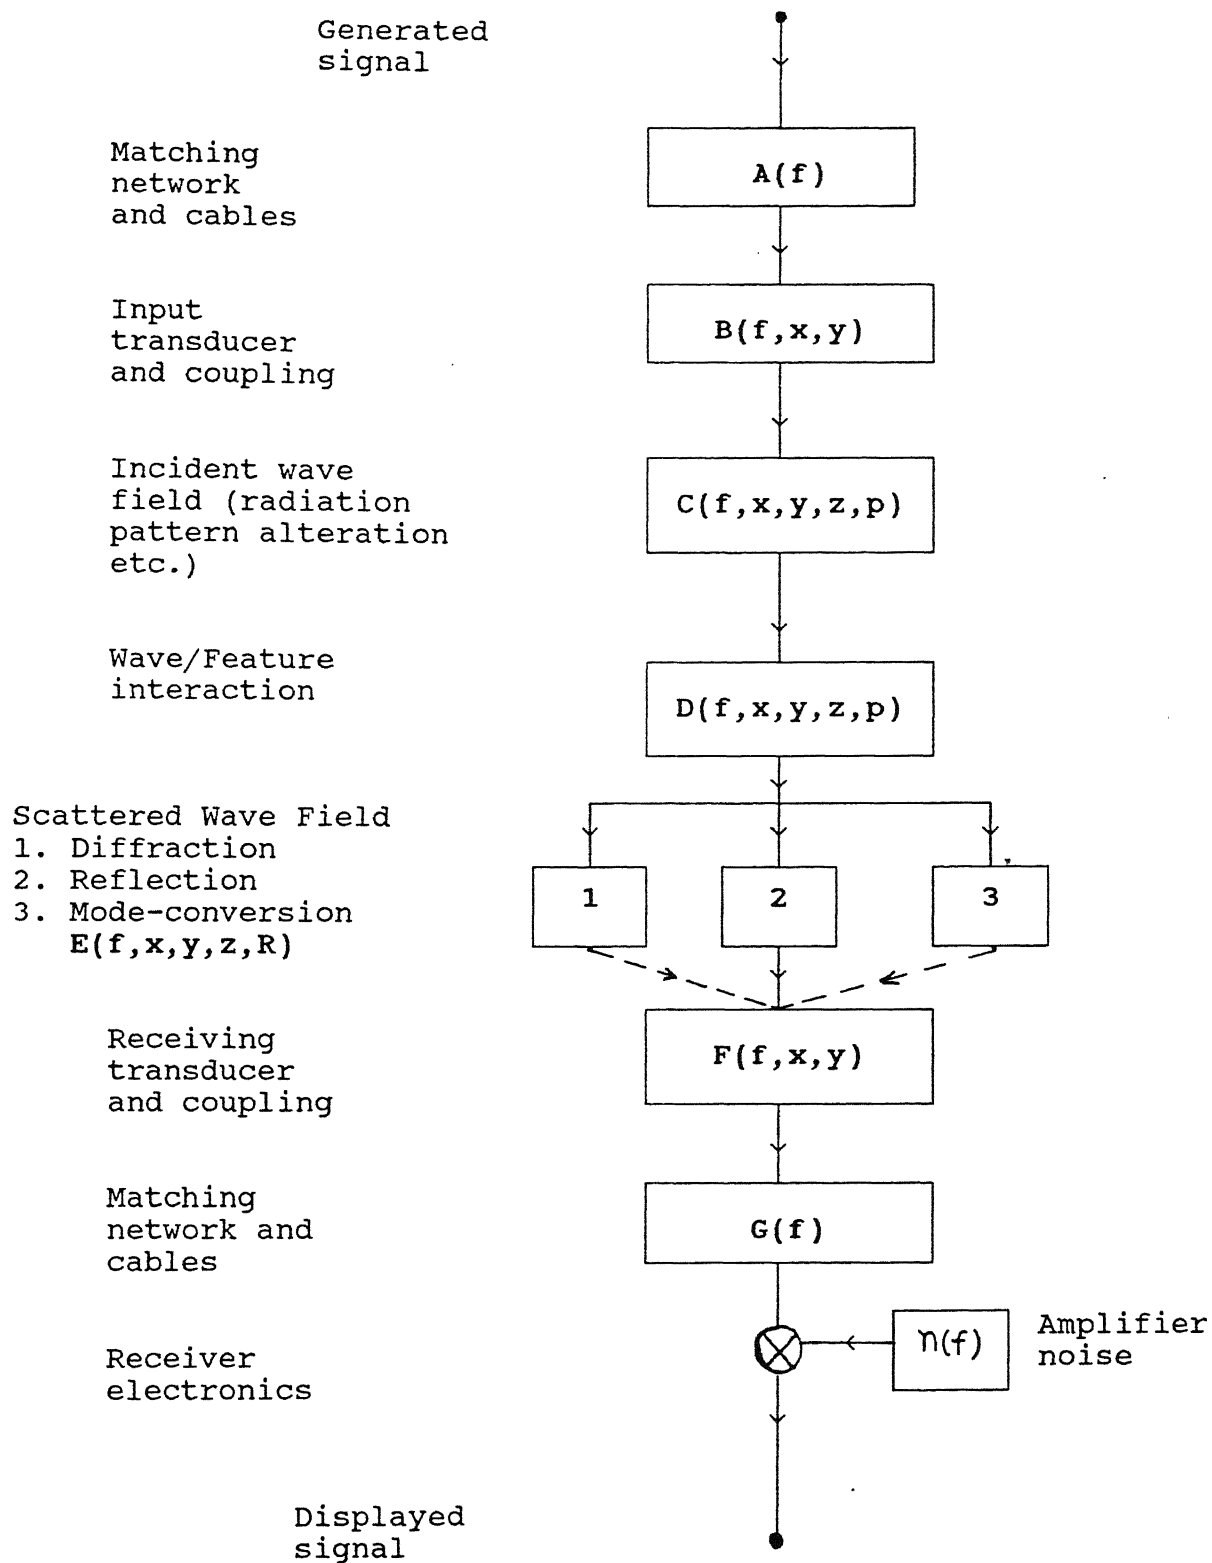 Generated
signal
Matching
network
and cables
A(f)
Input
transducer
and coupling
B(f,x,y)
Incident wave
field (radiation
pattern alteration
etc.)
C(f,x,y,z,p)
Wave/Feature
interaction
D(f,x,y,z,p)
Scattered Wave Field
1. Diffraction
2. Reflection
3. Mode-conversion
E(f,x,y,z,R)
1
2
3
Receiving
transducer
and coupling
F(f,x,y)
Matching
network and
cables
G(f)
Receiver
electronics
η(f)
Amplifier
noise
Displayed
signal